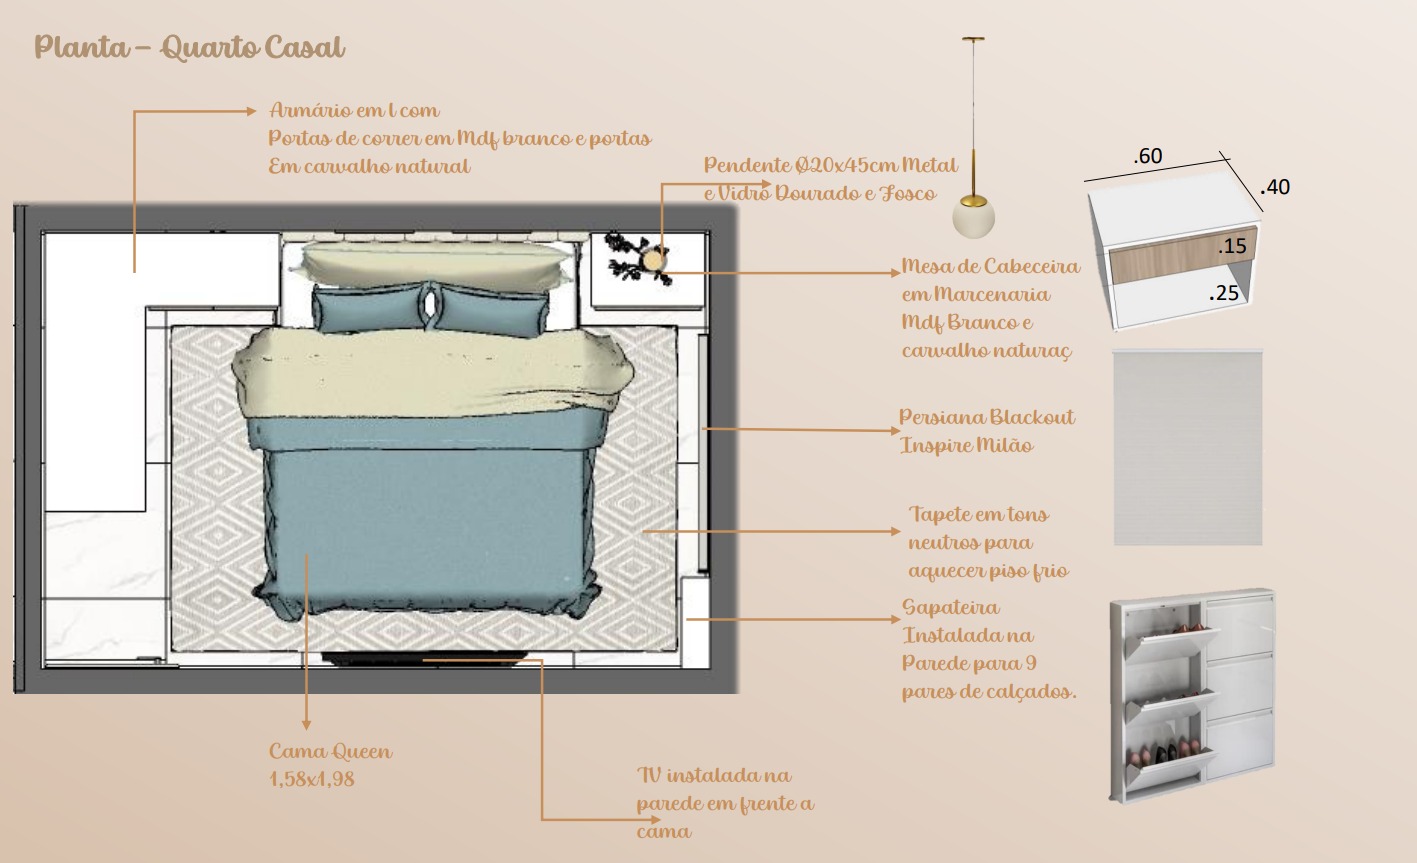 Planta – Quarto Casal
Armário em l com
Portas de correr em Mdf branco e portas
Em carvalho natural
Pendente Ø20x45cm Metal
e Vidro Dourado e Fosco
.60
.40
.15
.25
Mesa de Cabeceira
em Marcenaria
Mdf Branco e
carvalho naturaç
Persiana Blackout
Inspire Milão
Tapete em tons
neutros para
aquecer piso frio
Sapateira
Instalada na
Parede para 9
pares de calçados.
Cama Queen
1,58x1,98
TV instalada na
parede em frente a
cama